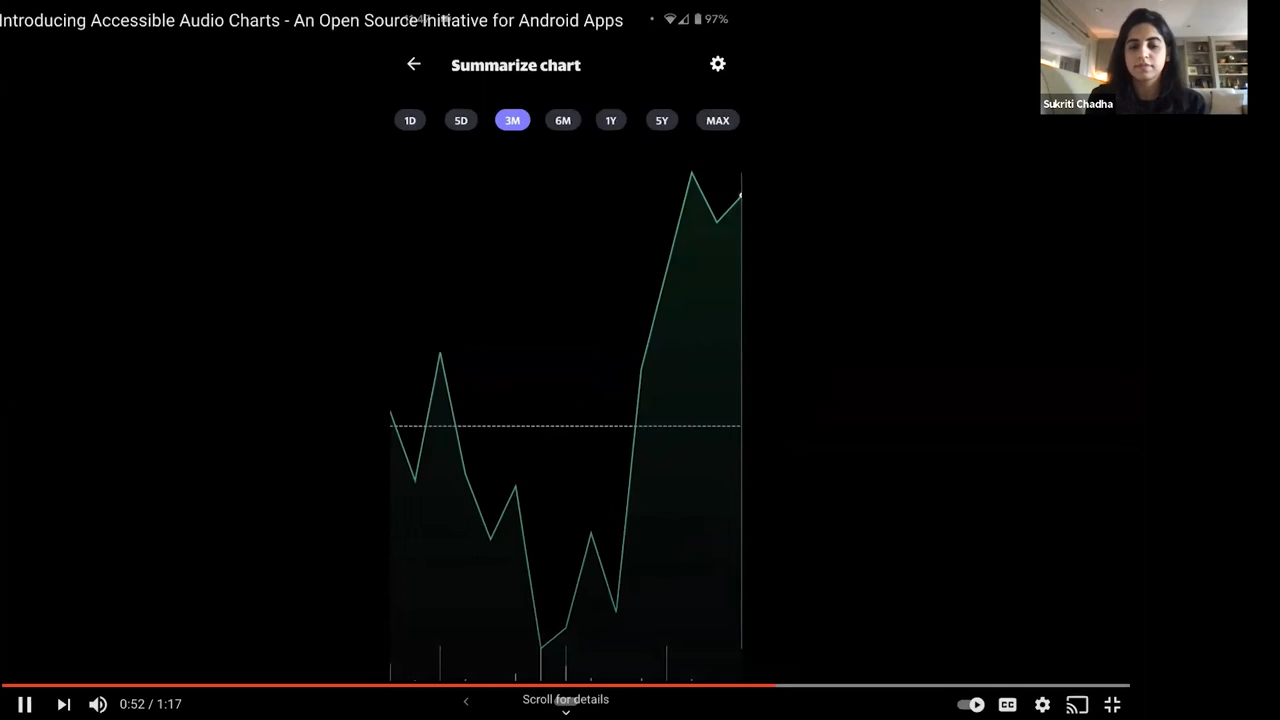 Introducing Accessible Audio Charts - An Open Source Initiative for Android Apps
97%
Summarize chart
Sukriti Chadha
1D 5D 3M 6M 1Y 5Y MAX
0:52 / 1:17
Scroll for details
CC